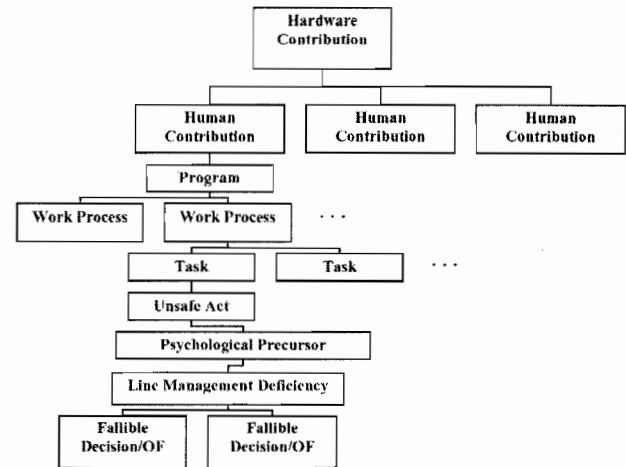 Hardware
Contribution
Human
Contribution
Human
Contribution
Human
Contribution
Program
Work Process
Work Process
. . .
Task
Task
. . .
Unsafe Act
Psychological Precursor
Line Management Deficiency
Fallible
Decision/OF
Fallible
Decision/OF